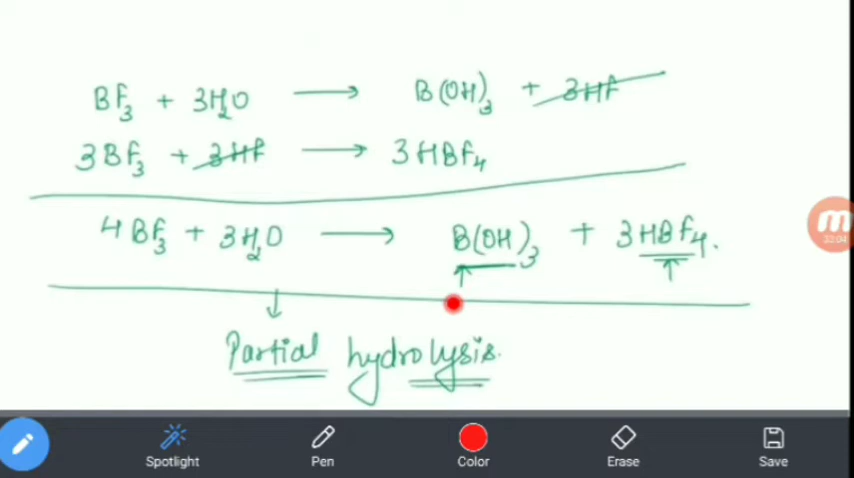 BF₃ + 3H₂O ⟶ B(OH)₃ + 3HF
3BF₃ + 3HF ⟶ 3HBF₄
4BF₃ + 3H₂O ⟶ B(OH)₃ + 3HBF₄.
Partial hydrolysis.
Spotlight Pen Color Erase Save